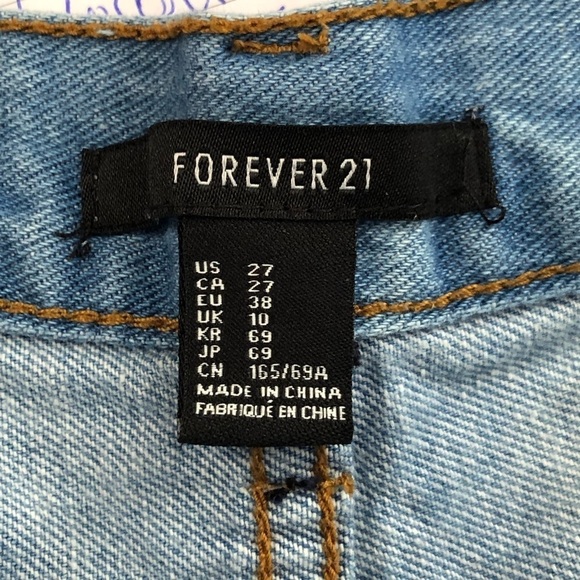 FOREVER 21
US 27
CA 27
EU 38
UK 10
KR 69
JP 69
CN 165/69A
MADE IN CHINA
FABRIQUÉ EN CHINE